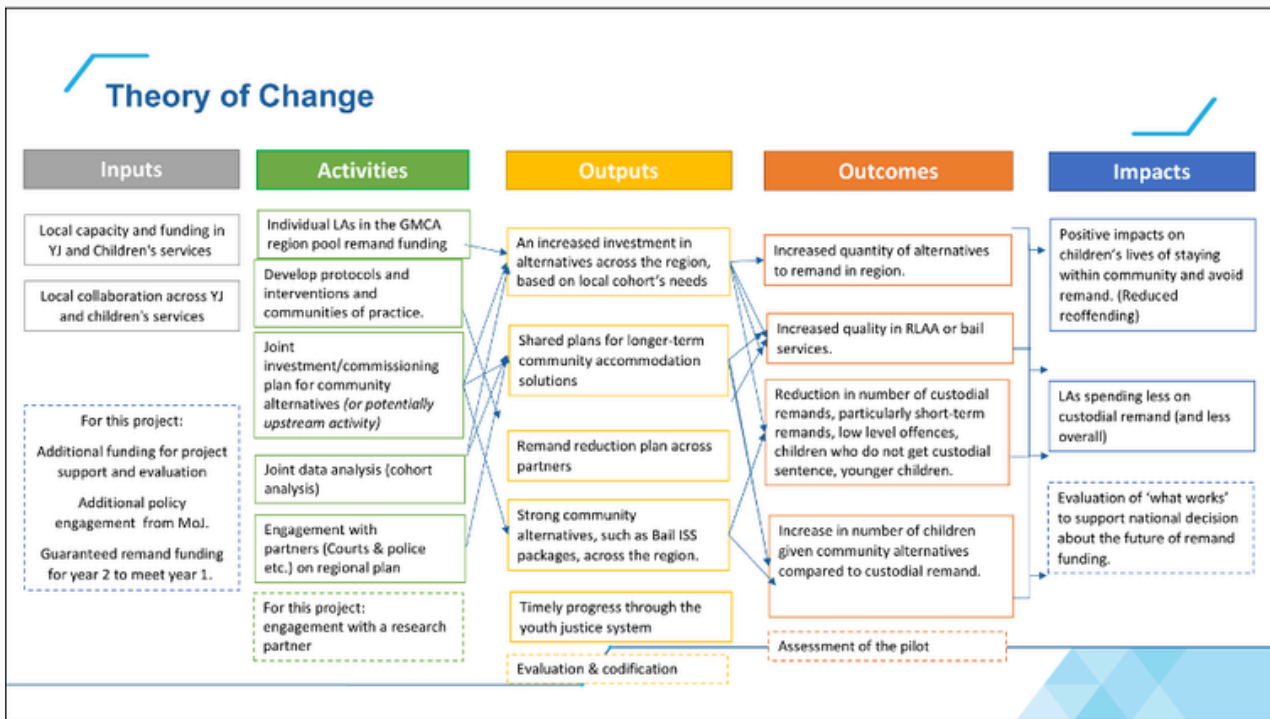 Theory of Change
Inputs
Local capacity and funding in
YJ and Children's services
Local collaboration across YJ
and children's services
For this project:
Additional funding for project
support and evaluation
Additional policy
engagement from MoJ.
Guaranteed remand funding
for year 2 to meet year 1.
Activities
Individual LAs in the GMCA
region pool remand funding
Develop protocols and
interventions and
communities of practice.
Joint
investment/commissioning
plan for community
alternatives (or potentially
upstream activity)
Joint data analysis (cohort
analysis)
Engagement with
partners (Courts & police
etc.) on regional plan
For this project:
engagement with a research
partner
Outputs
An increased investment in
alternatives across the region,
based on local cohort's needs
Shared plans for longer-term
community accommodation
solutions
Remand reduction plan across
partners
Strong community
alternatives, such as Bail ISS
packages, across the region.
Timely progress through the
youth justice system
Evaluation & codification
Outcomes
Increased quantity of alternatives
to remand in region.
Increased quality in RLAA or bail
services.
Reduction in number of custodial
remands, particularly short-term
remands, low level offences,
children who do not get custodial
sentence, younger children.
Increase in number of children
given community alternatives
compared to custodial remand.
Assessment of the pilot
Impacts
Positive impacts on
children's lives of staying
within community and avoid
remand. (Reduced
reoffending)
LAs spending less on
custodial remand (and less
overall)
Evaluation of 'what works'
to support national decision
about the future of remand
funding.